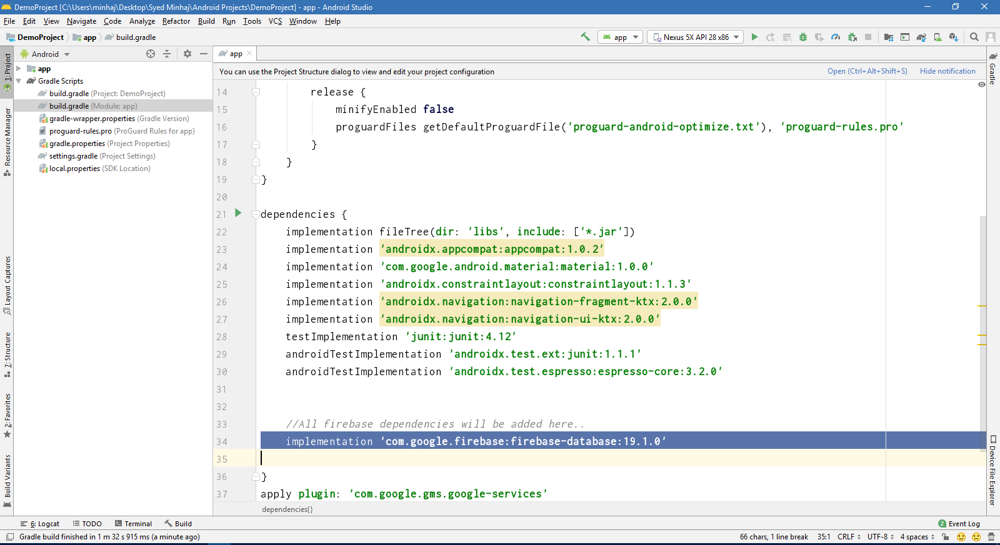 DemoProject [C:\Users\minhaj\Desktop\Syed Minhaj\Android Projects\DemoProject] - app - Android Studio
File Edit View Navigate Code Analyze Refactor Build Run Tools VCS Window Help
DemoProject app build.gradle app Nexus 5X API 28 x86
1: Project
Resource Manager
Layout Captures
7: Structure
2: Favorites
Build Variants
Android
app
Gradle Scripts
build.gradle (Project: DemoProject)
build.gradle (Module: app)
gradle-wrapper.properties (Gradle Version)
proguard-rules.pro (ProGuard Rules for app)
gradle.properties (Project Properties)
settings.gradle (Project Settings)
local.properties (SDK Location)
app
You can use the Project Structure dialog to view and edit your project configuration Open (Ctrl+Alt+Shift+S) Hide notification
14 release {
15 minifyEnabled false
16 proguardFiles getDefaultProguardFile('proguard-android-optimize.txt'), 'proguard-rules.pro'
17 }
18 }
19 }
20
21 dependencies {
22 implementation fileTree(dir: 'libs', include: ['*.jar'])
23 implementation 'androidx.appcompat:appcompat:1.0.2'
24 implementation 'com.google.android.material:material:1.0.0'
25 implementation 'androidx.constraintlayout:constraintlayout:1.1.3'
26 implementation 'androidx.navigation:navigation-fragment-ktx:2.0.0'
27 implementation 'androidx.navigation:navigation-ui-ktx:2.0.0'
28 testImplementation 'junit:junit:4.12'
29 androidTestImplementation 'androidx.test.ext:junit:1.1.1'
30 androidTestImplementation 'androidx.test.espresso:espresso-core:3.2.0'
31
32
33 //All firebase dependencies will be added here..
34 implementation 'com.google.firebase:firebase-database:19.1.0'
35
36 }
37 apply plugin: 'com.google.gms.google-services'
dependencies{}
Gradle
Device File Explorer
6: Logcat TODO Terminal Build 2 Event Log
Gradle build finished in 1 m 32 s 915 ms (a minute ago) 66 chars, 1 line break 35:1 CRLF UTF-8 4 spaces